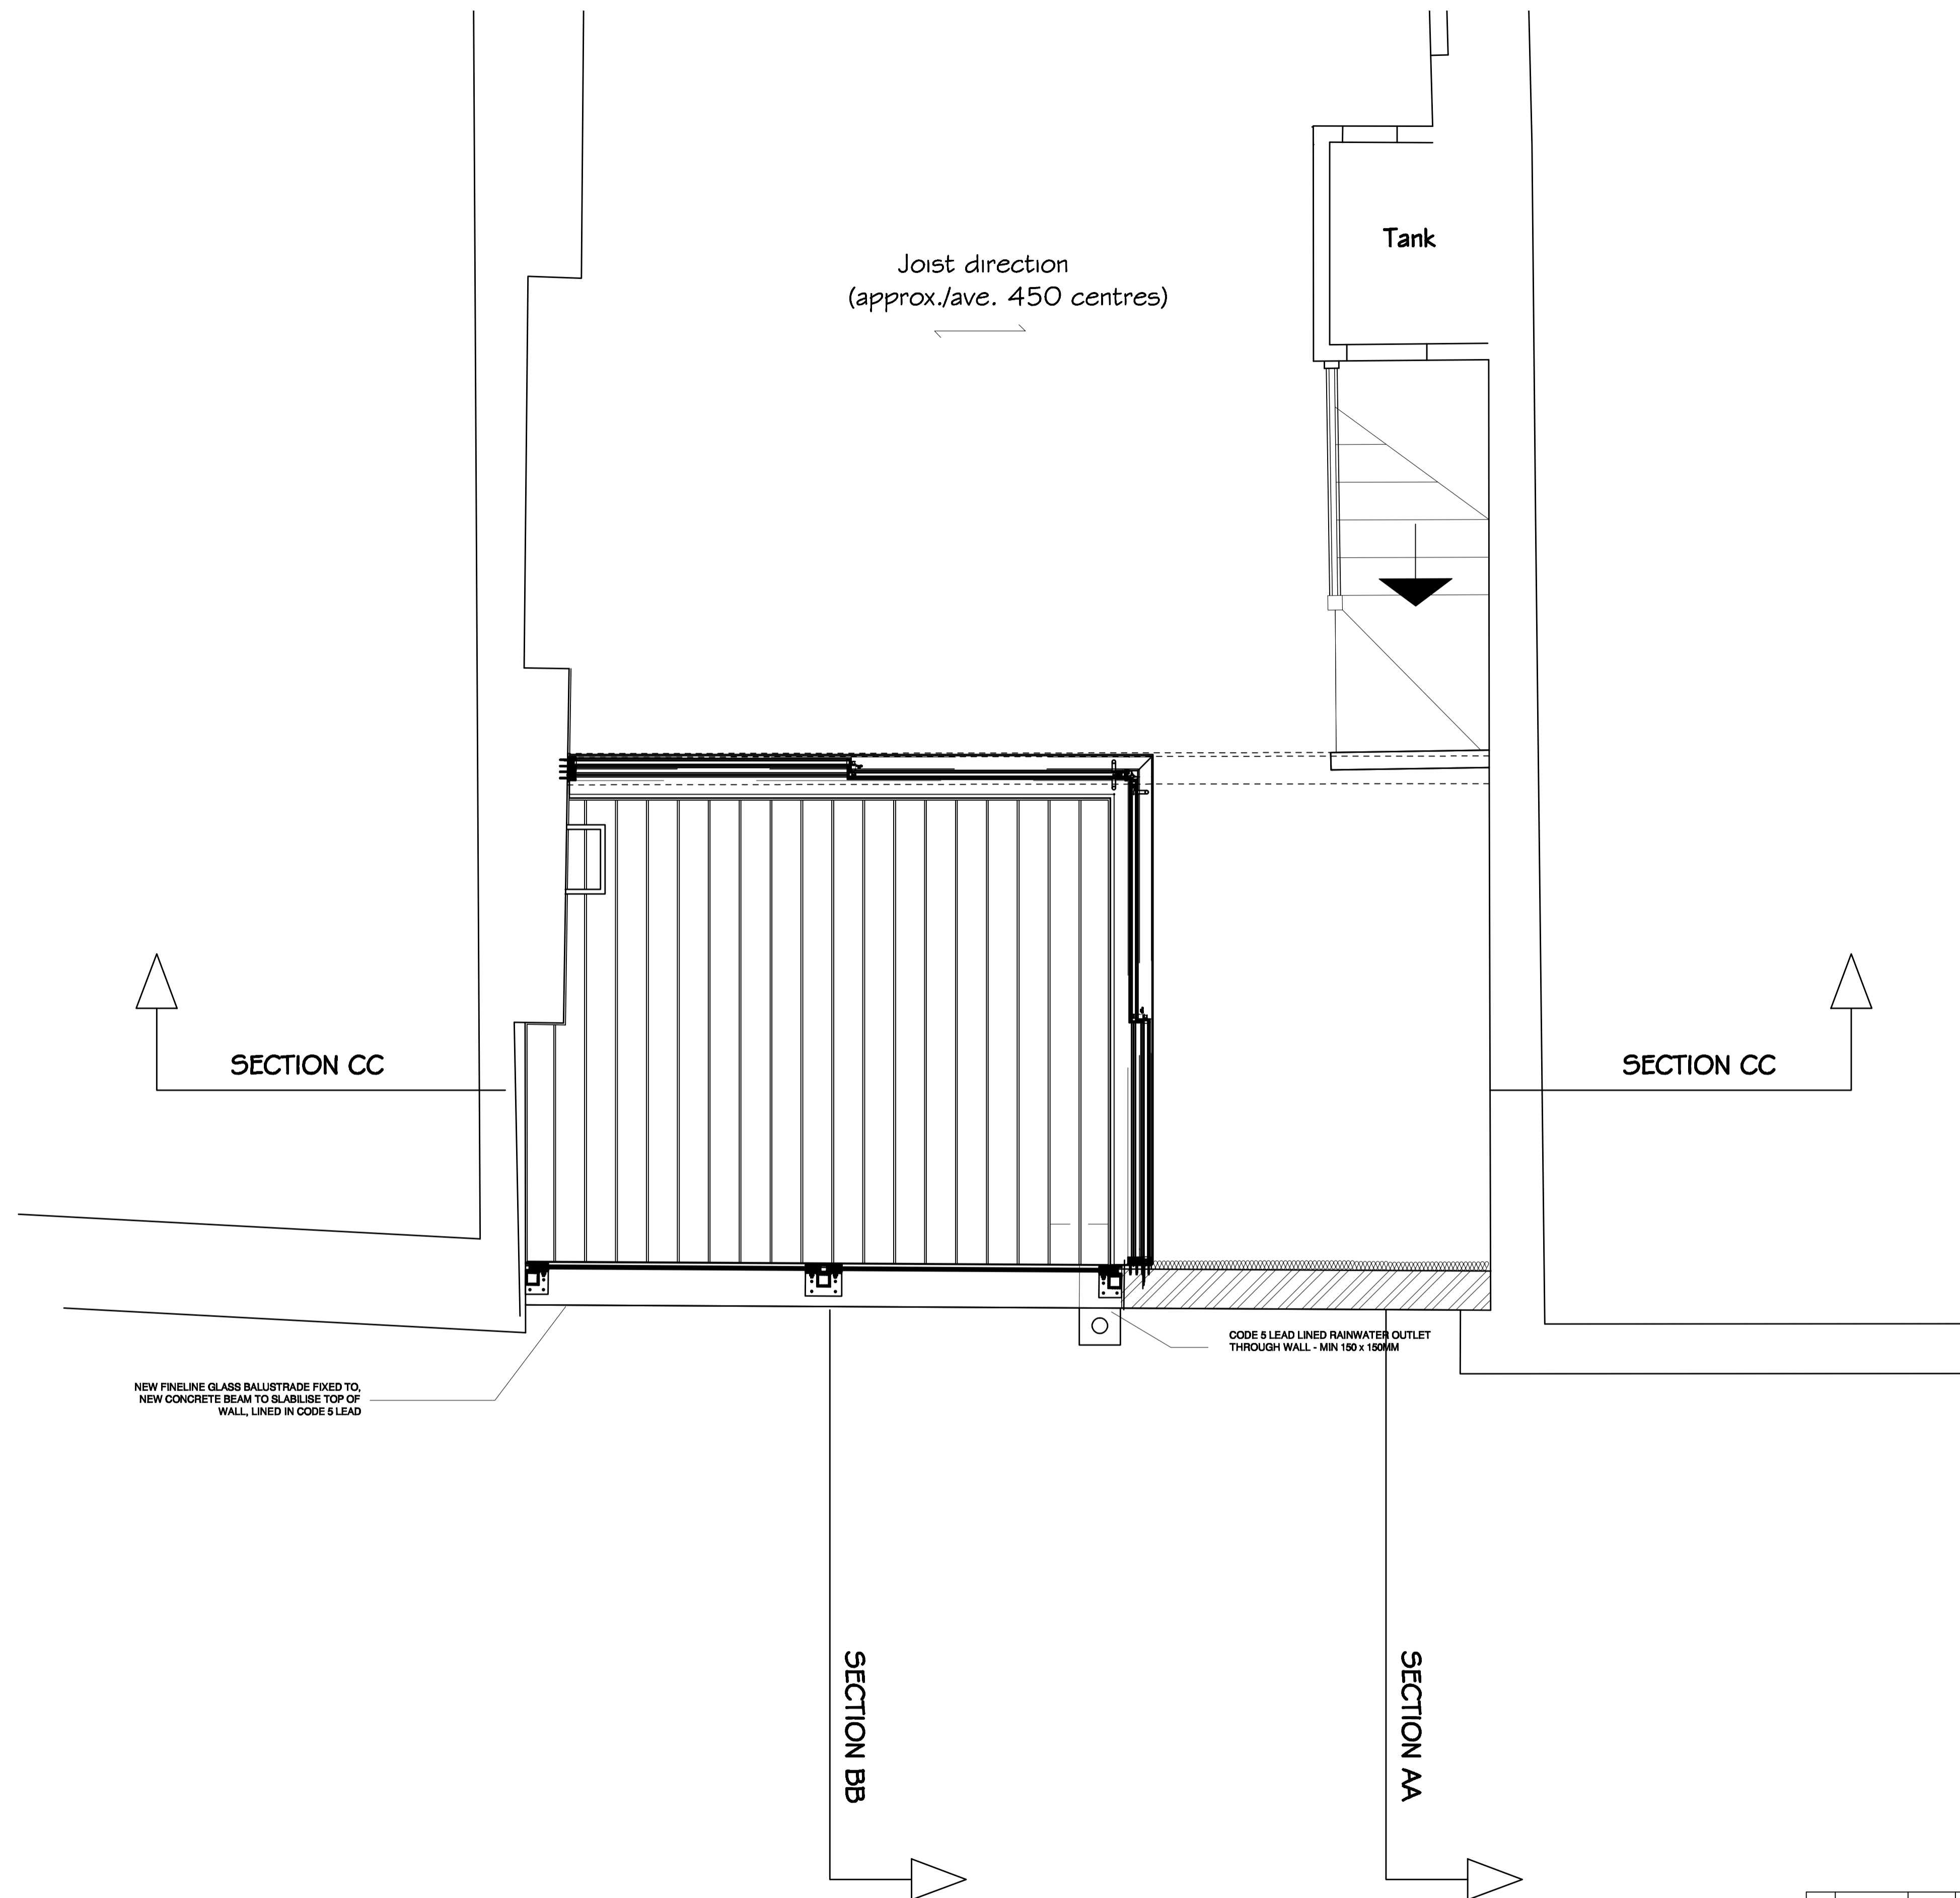 Tank
Joist direction
(approx./ave. 450 centres)
SECTION CC
SECTION CC
CODE 5 LEAD LINED RAINWATER OUTLET
THROUGH WALL - MIN 150 x 150MM
NEW FINELINE GLASS BALUSTRADE FIXED TO,
NEW CONCRETE BEAM TO SLABILISE TOP OF
WALL, LINED IN CODE 5 LEAD
SECTION BB
SECTION AA